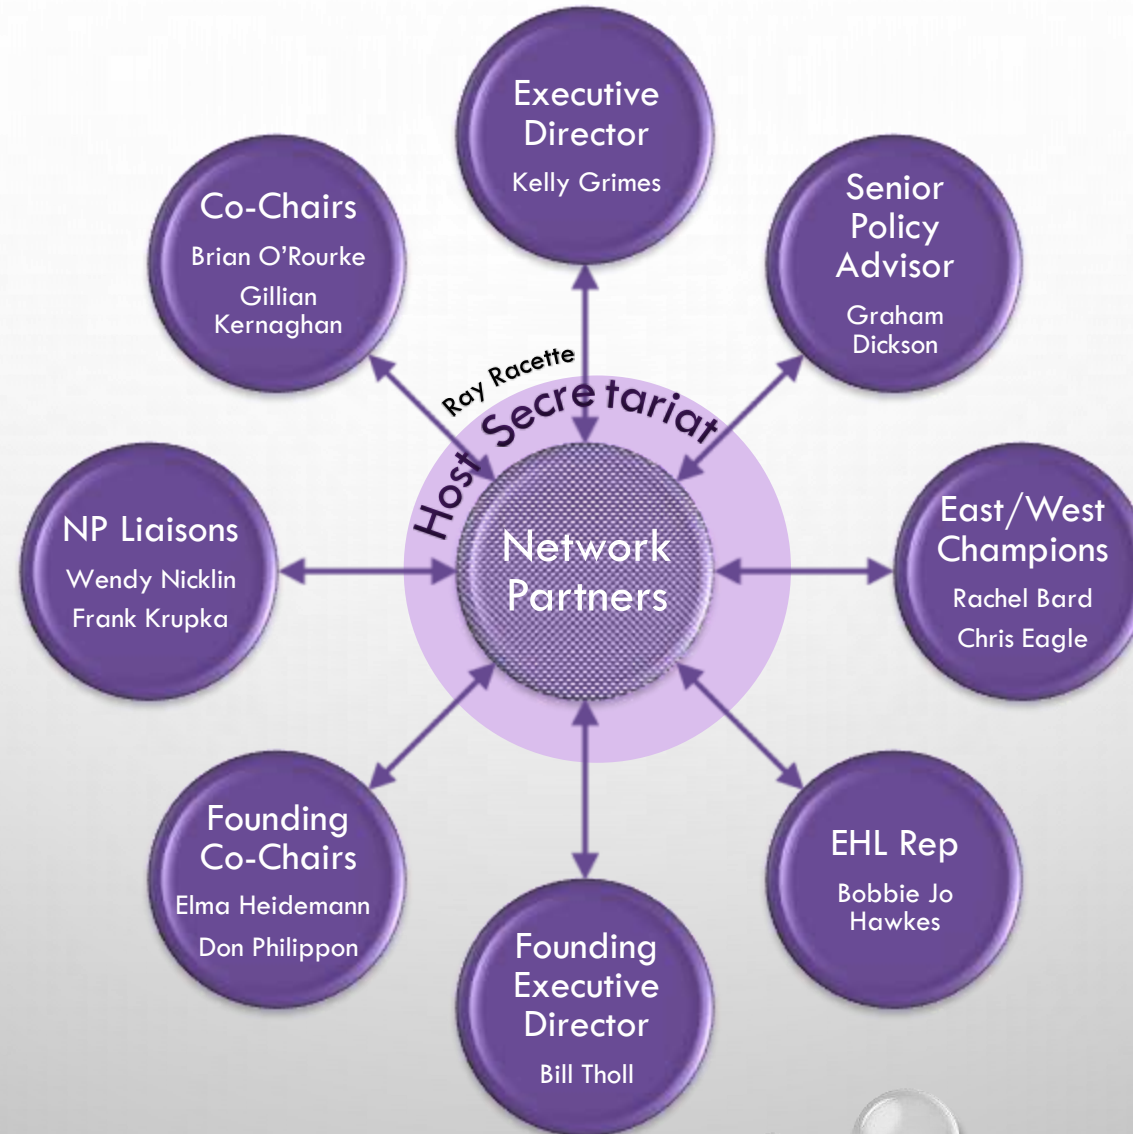 Executive
Director
Kelly Grimes
Co-Chairs
Brian O'Rourke
Gillian
Kernaghan
Senior
Policy
Advisor
Graham
Dickson
Ray Racette
Host Secretariat
NP Liaisons
Wendy Nicklin
Frank Krupka
Network
Partners
East/West
Champions
Rachel Bard
Chris Eagle
Founding
Co-Chairs
Elma Heidemann
Don Philippon
EHL Rep
Bobbie Jo
Hawkes
Founding
Executive
Director
Bill Tholl